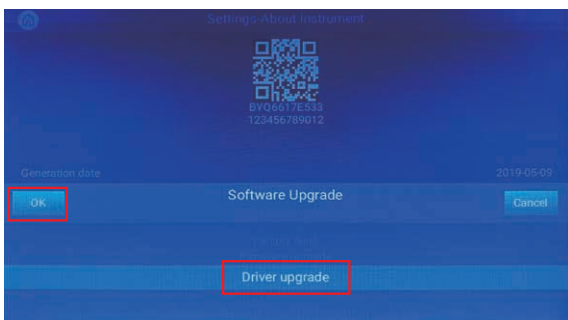 Settings-About instrument
BYQ6617E533
123456789012
Generation date 2019-05-09
OK Software Upgrade Cancel
Driver upgrade